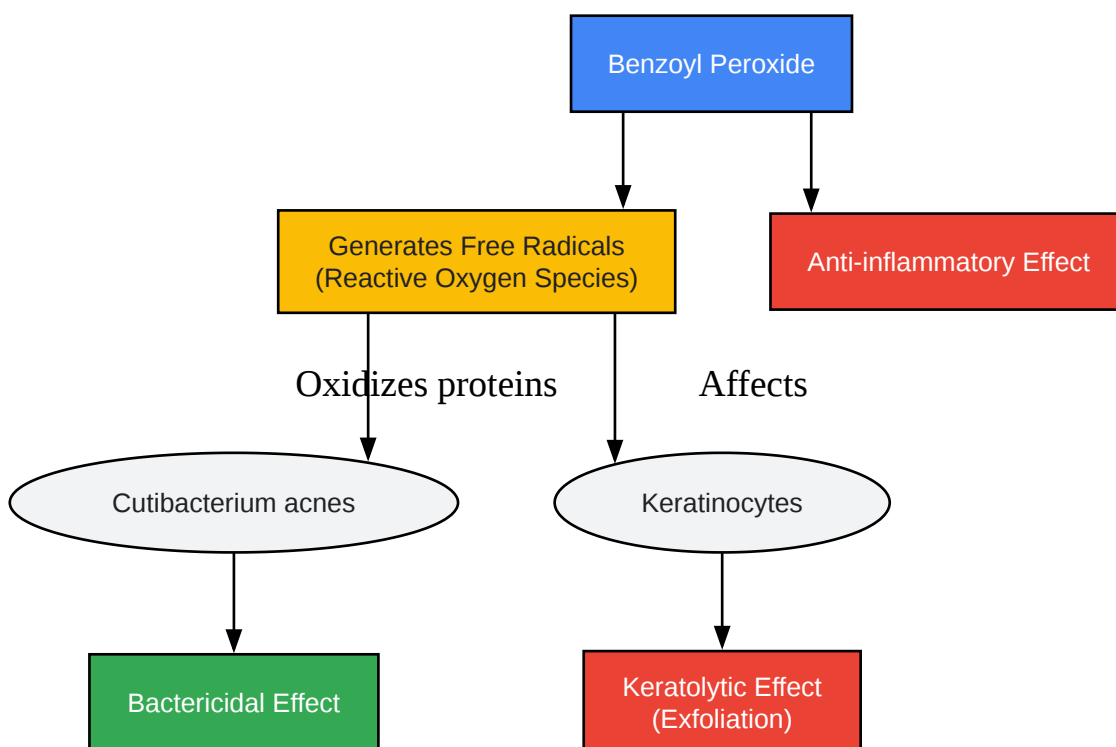 Benzoyl Peroxide
Generates Free Radicals
(Reactive Oxygen Species)
Anti-inflammatory Effect
Oxidizes proteins
Affects
Cutibacterium acnes
Keratinocytes
Bactericidal Effect
Keratolytic Effect
(Exfoliation)